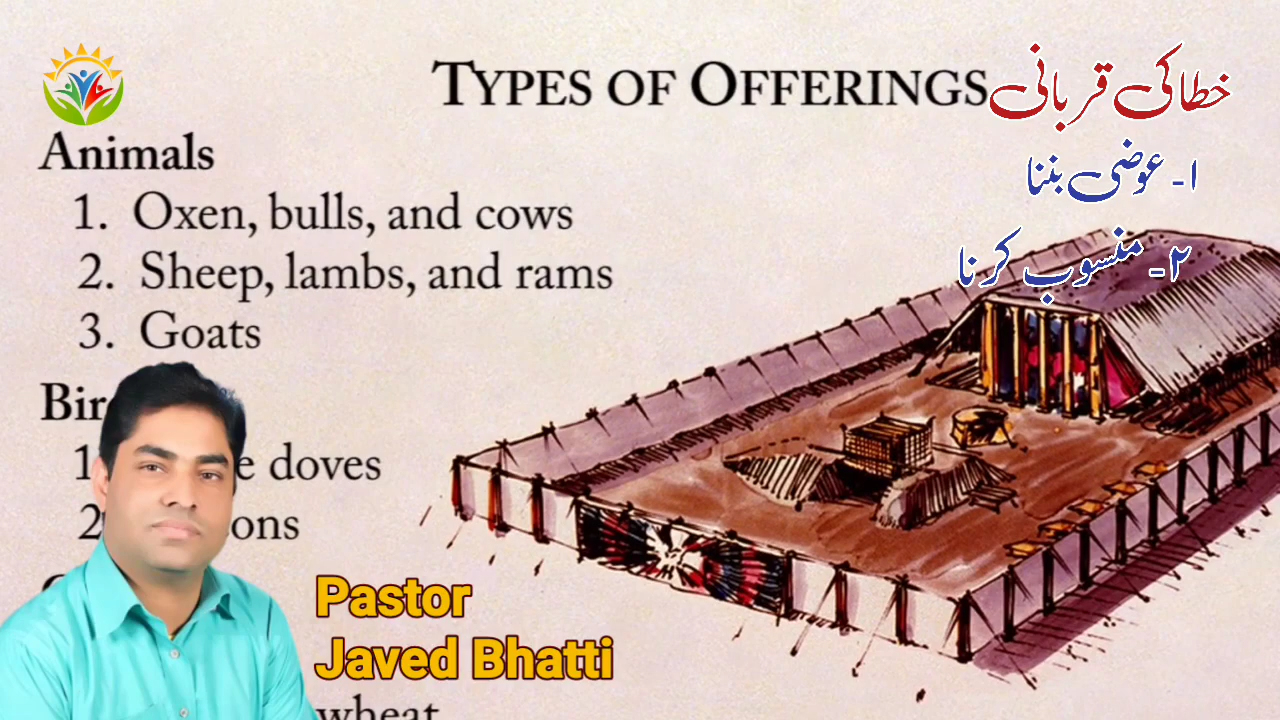 TYPES OF OFFERINGS
خطا کی قربانی
۱۔ عوضی بننا
۲۔ منسوب کرنا
Animals
1. Oxen, bulls, and cows
2. Sheep, lambs, and rams
3. Goats
doves
Pastor
Javed Bhatti
wheat